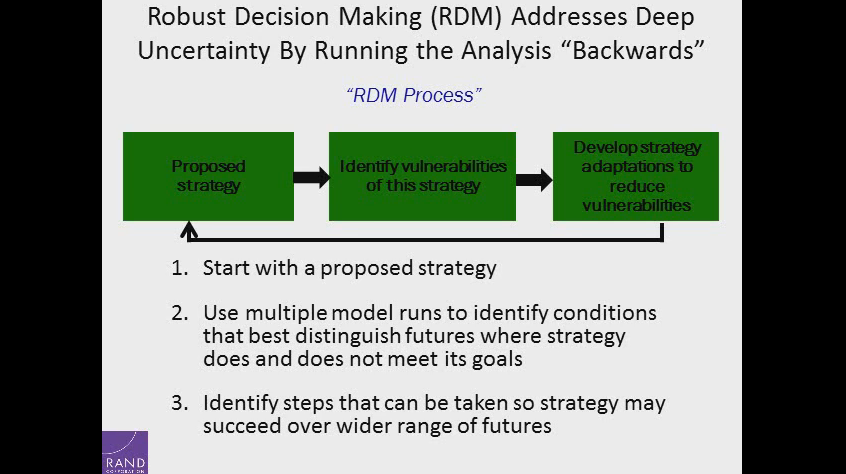 Robust Decision Making (RDM) Addresses Deep
Uncertainty By Running the Analysis “Backwards”
“RDM Process”
Proposed
strategy
Identify vulnerabilities
of this strategy
Develop strategy
adaptations to
reduce
vulnerabilities
1. Start with a proposed strategy
2. Use multiple model runs to identify conditions
that best distinguish futures where strategy
does and does not meet its goals
3. Identify steps that can be taken so strategy may
succeed over wider range of futures
RAND
CORPORATION